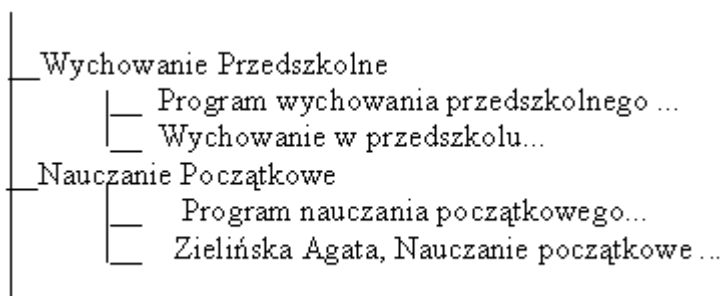 Wychowanie Przedszkolne
Program wychowania przedszkolnego ...
Wychowanie w przedszkolu...
Nauczanie Początkowe
Program nauczania początkowego...
Zielińska Agata, Nauczanie początkowe ...